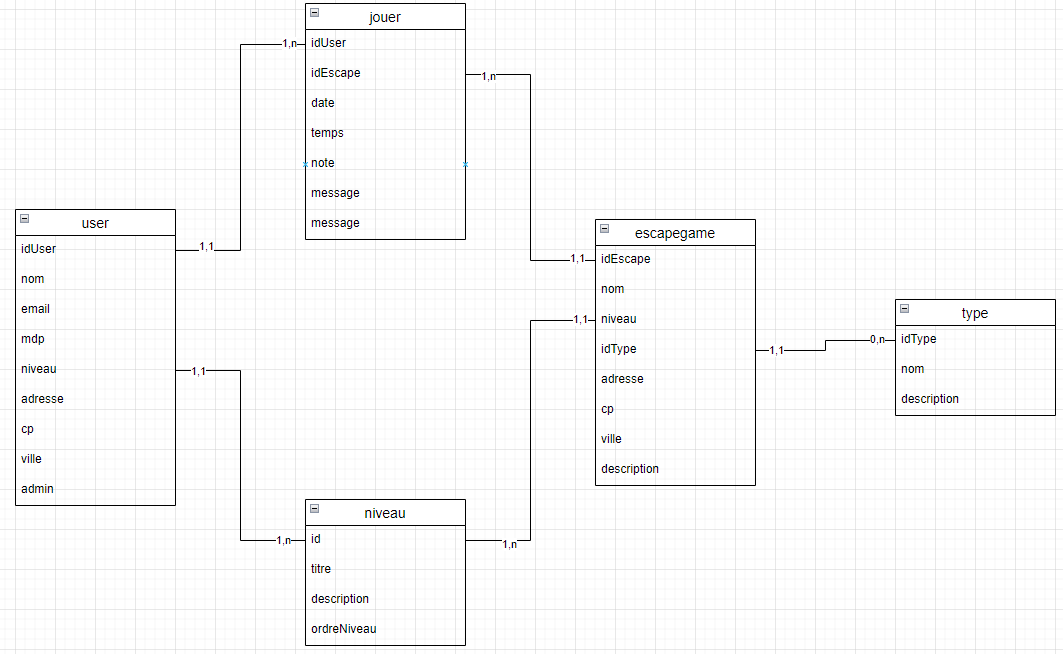 jouer
idUser
idEscape
date
temps
note
message
message
1,n
1,n
user
idUser
nom
email
mdp
niveau
adresse
cp
ville
admin
1,1
1,1
escapegame
idEscape
nom
niveau
idType
adresse
cp
ville
description
1,1
1,1
1,1
type
idType
nom
description
0,n
niveau
id
titre
description
ordreNiveau
1,n
1,n